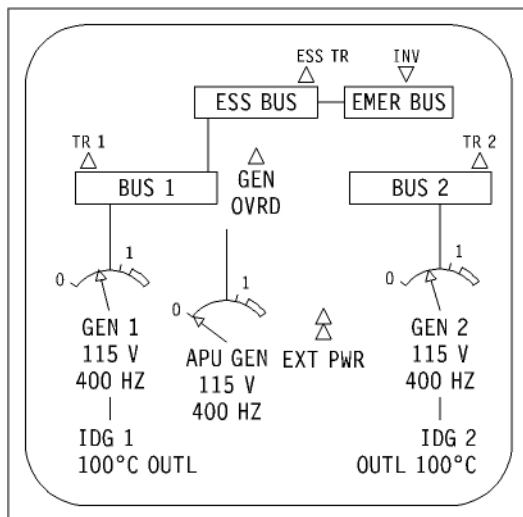 ESS TR
INV
ESS BUS
EMER BUS
TR 1
TR 2
BUS 1
GEN
OVRD
BUS 2
0
1
0
1
0
1
GEN 1
115 V
400 HZ
APU GEN
115 V
400 HZ
EXT PWR
GEN 2
115 V
400 HZ
IDG 1
100°C OUTL
IDG 2
OUTL 100°C